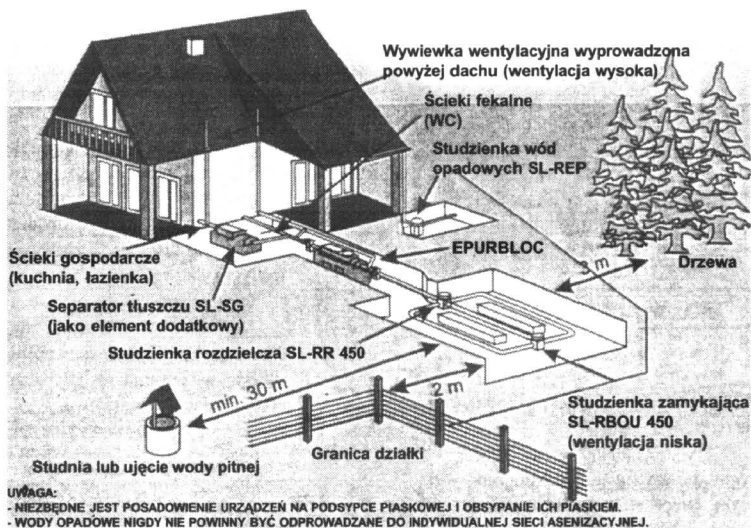 Wywiewka wentylacyjna wyprowadzona
powyżej dachu (wentylacja wysoka)
Ścieki fekalne
(WC)
Studzienka wód
opadowych SL-REP
EPURBLOC
Ścieki gospodarcze
(kuchnia, łazienka)
3 m
Drzewa
Separator tłuszczu SL-SG
(jako element dodatkowy)
Studzienka rozdzielcza SL-RR 450
min. 30 m
2 m
Studzienka zamykająca
SL-RBOU 450
(wentylacja niska)
Granica działki
Studnia lub ujęcie wody pitnej
UWAGA:
- NIEZBĘDNE JEST POSADOWIENIE URZĄDZEŃ NA PODSYPCE PIASKOWEJ I OBSYPANIE ICH PIASKIEM.
- WODY OPADOWE NIGDY NIE POWINNY BYĆ ODPROWADZANE DO INDYWIDUALNEJ SIECI ASENIZACYJNEJ.